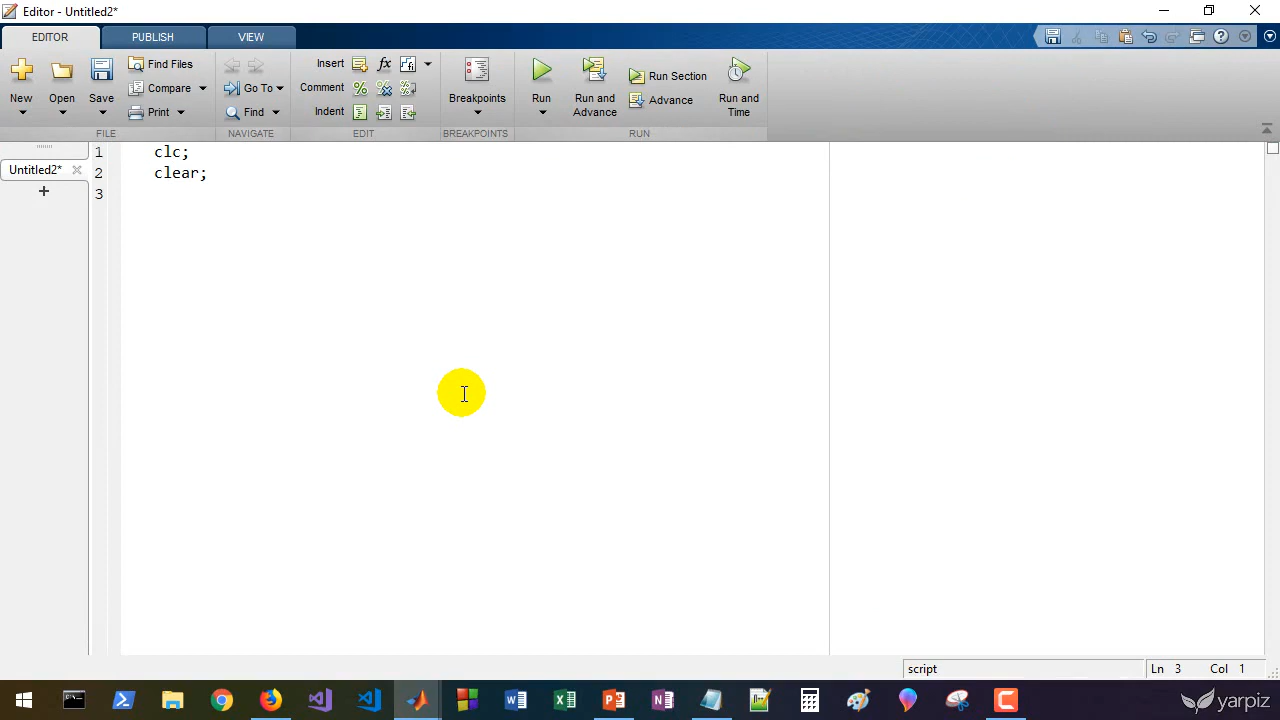 Editor - Untitled2*
EDITOR PUBLISH VIEW
New Open Save Find Files Compare Print
Go To Find
Insert fx fi
Comment % % %
Indent
Breakpoints
Run Run and Advance Run Section Advance Run and Time
FILE NAVIGATE EDIT BREAKPOINTS RUN
Untitled2*
1 clc;
2 clear;
3
script Ln 3 Col 1
yarpiz